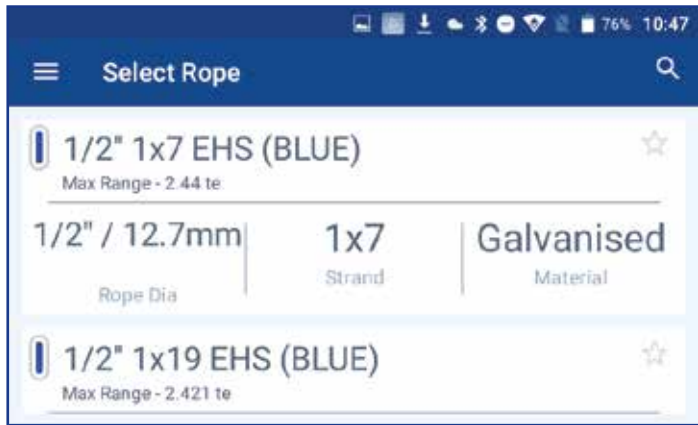 76% 10:47
Select Rope
1/2" 1x7 EHS (BLUE)
Max Range - 2.44 te
1/2" / 12.7mm 1x7 Galvanised
Rope Dia Strand Material
1/2" 1x19 EHS (BLUE)
Max Range - 2.421 te